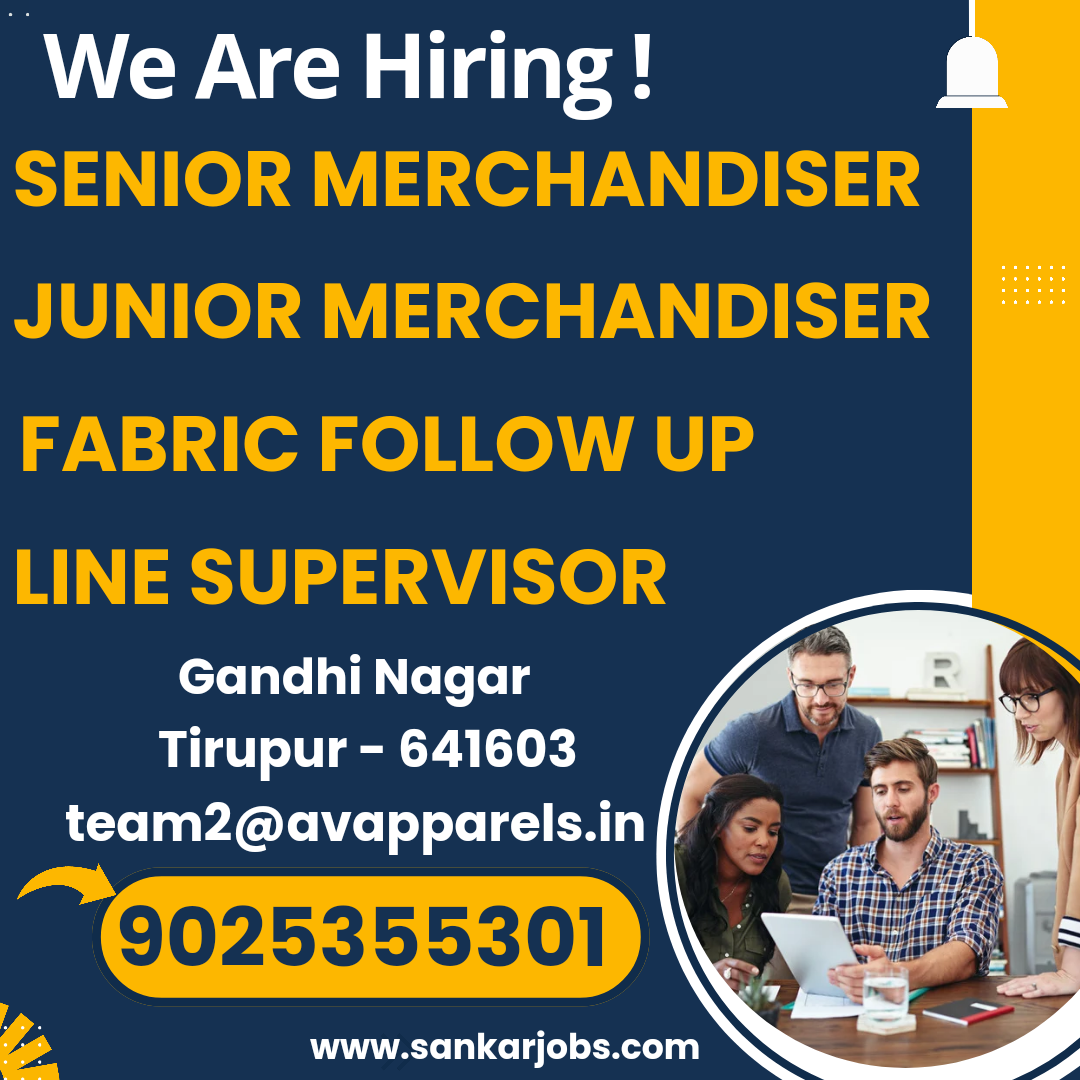 We Are Hiring !
SENIOR MERCHANDISER
JUNIOR MERCHANDISER
FABRIC FOLLOW UP
LINE SUPERVISOR
Gandhi Nagar
Tirupur - 641603
team2@avapparels.in
9025355301
www.sankarjobs.com
R